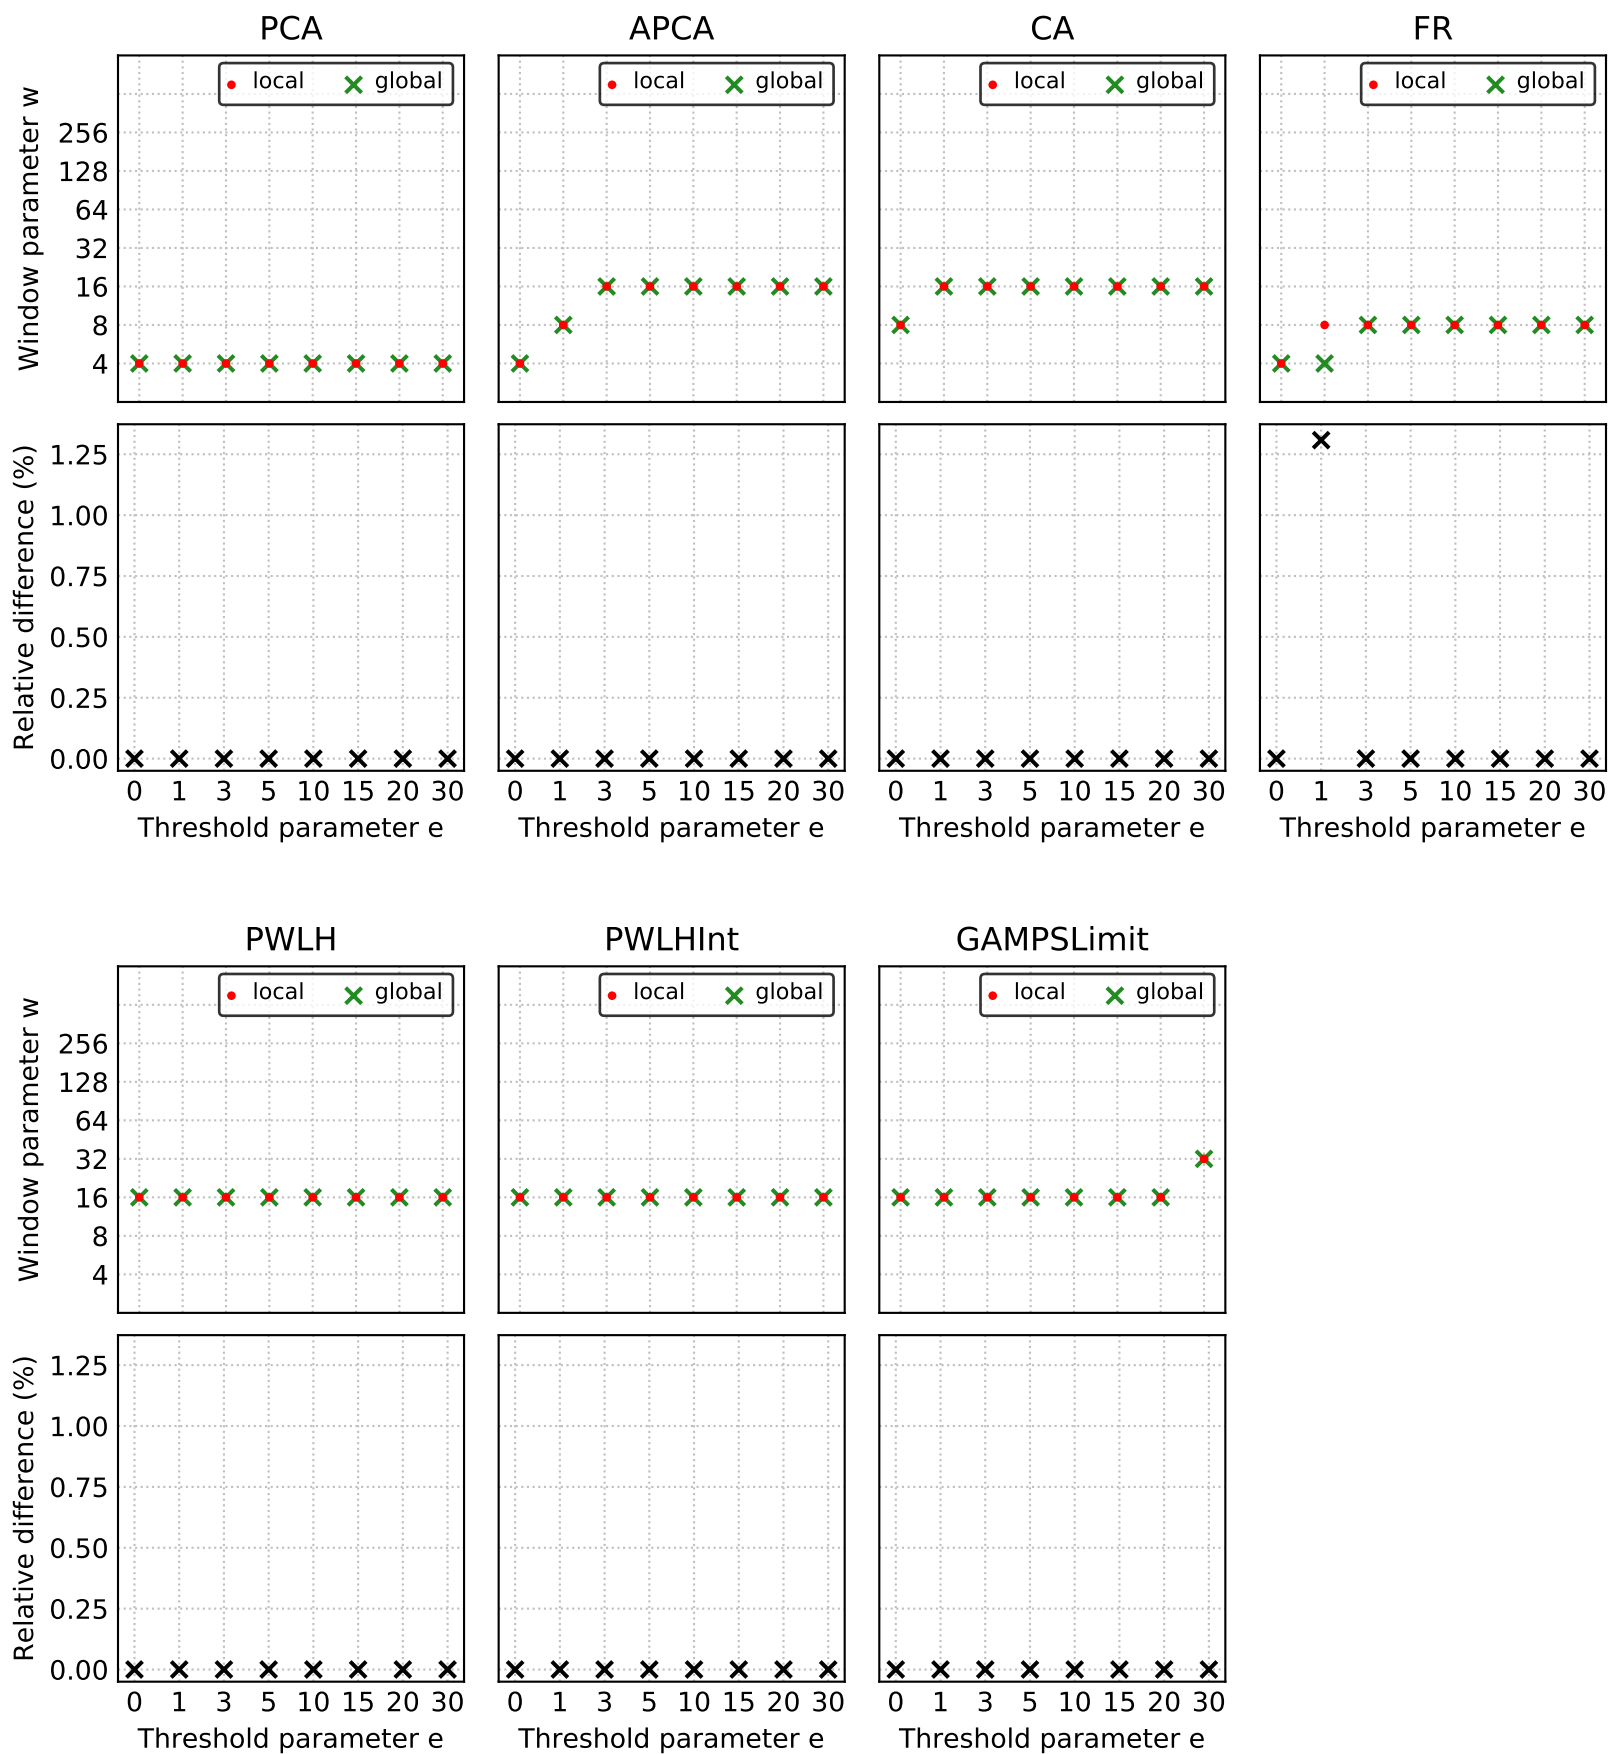 PCA APCA CA FR
local global local global local global local global
Window parameter w
256
128
64
32
16
8
4
Relative difference (%)
1.25
1.00
0.75
0.50
0.25
0.00
0 1 3 5 10 15 20 30 0 1 3 5 10 15 20 30 0 1 3 5 10 15 20 30 0 1 3 5 10 15 20 30
Threshold parameter e Threshold parameter e Threshold parameter e Threshold parameter e
PWLH PWLHInt GAMPSLimit
local global local global local global
Window parameter w
256
128
64
32
16
8
4
Relative difference (%)
1.25
1.00
0.75
0.50
0.25
0.00
0 1 3 5 10 15 20 30 0 1 3 5 10 15 20 30 0 1 3 5 10 15 20 30
Threshold parameter e Threshold parameter e Threshold parameter e